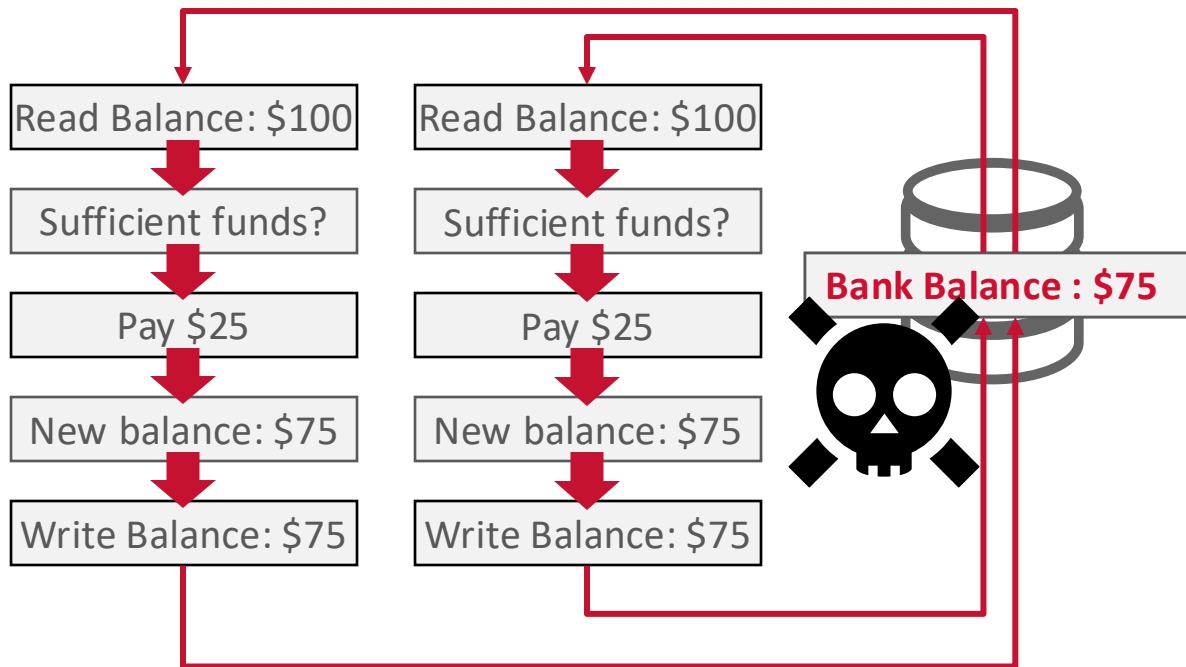 Read Balance: $100
Sufficient funds?
Pay $25
New balance: $75
Write Balance: $75
Read Balance: $100
Sufficient funds?
Pay $25
New balance: $75
Write Balance: $75
Bank Balance : $75